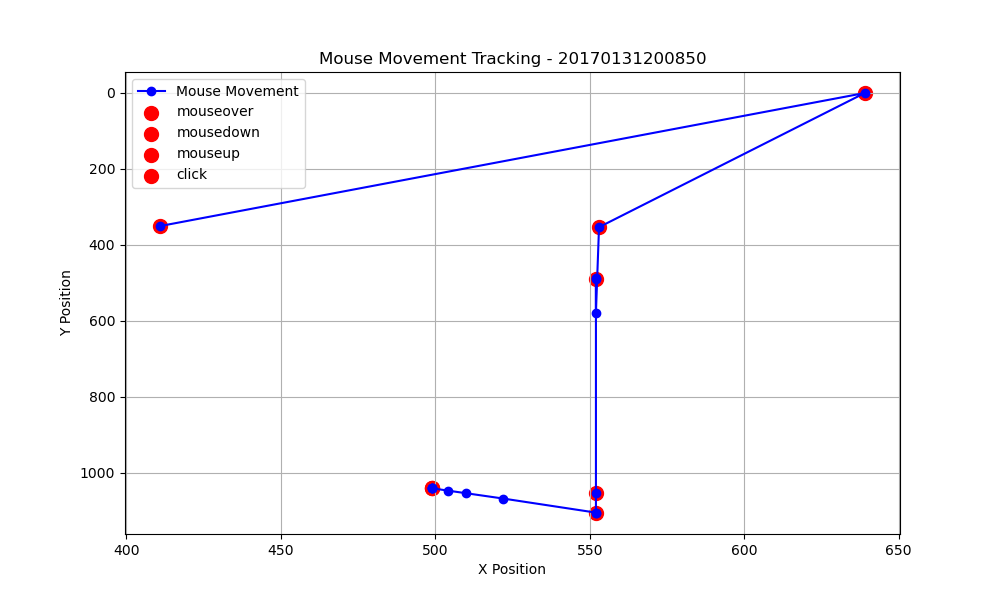 Mouse Movement Tracking - 20170131200850
Mouse Movement
mouseover
mousedown
mouseup
click
0
200
400
600
800
1000
Y Position
400
450
500
550
600
650
X Position